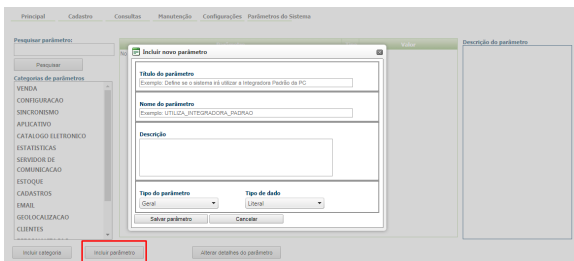 Principal Cadastro Consultas Manutenção Configurações Parâmetros do Sistema
Pesquisar parâmetro:
Pesquisar
Categorias de parâmetros
VENDA
CONFIGURACAO
SINCRONISMO
APLICATIVO
CATALOGO ELETRONICO
ESTATISTICAS
SERVIDOR DE
COMUNICACAO
ESTOQUE
CADASTROS
EMAIL
GEOLOCALIZACAO
CLIENTES
Incluir categoria Incluir parâmetro Alterar detalhes do parâmetro
Valor
Descrição do parâmetro
Incluir novo parâmetro
Título do parâmetro
Exemplo: Define se o sistema irá utilizar a Integradora Padrão da PC
Nome do parâmetro
Exemplo: UTILIZA_INTEGRADORA_PADRAO
Descrição
Tipo do parâmetro Tipo de dado
Geral Literal
Salvar parâmetro Cancelar